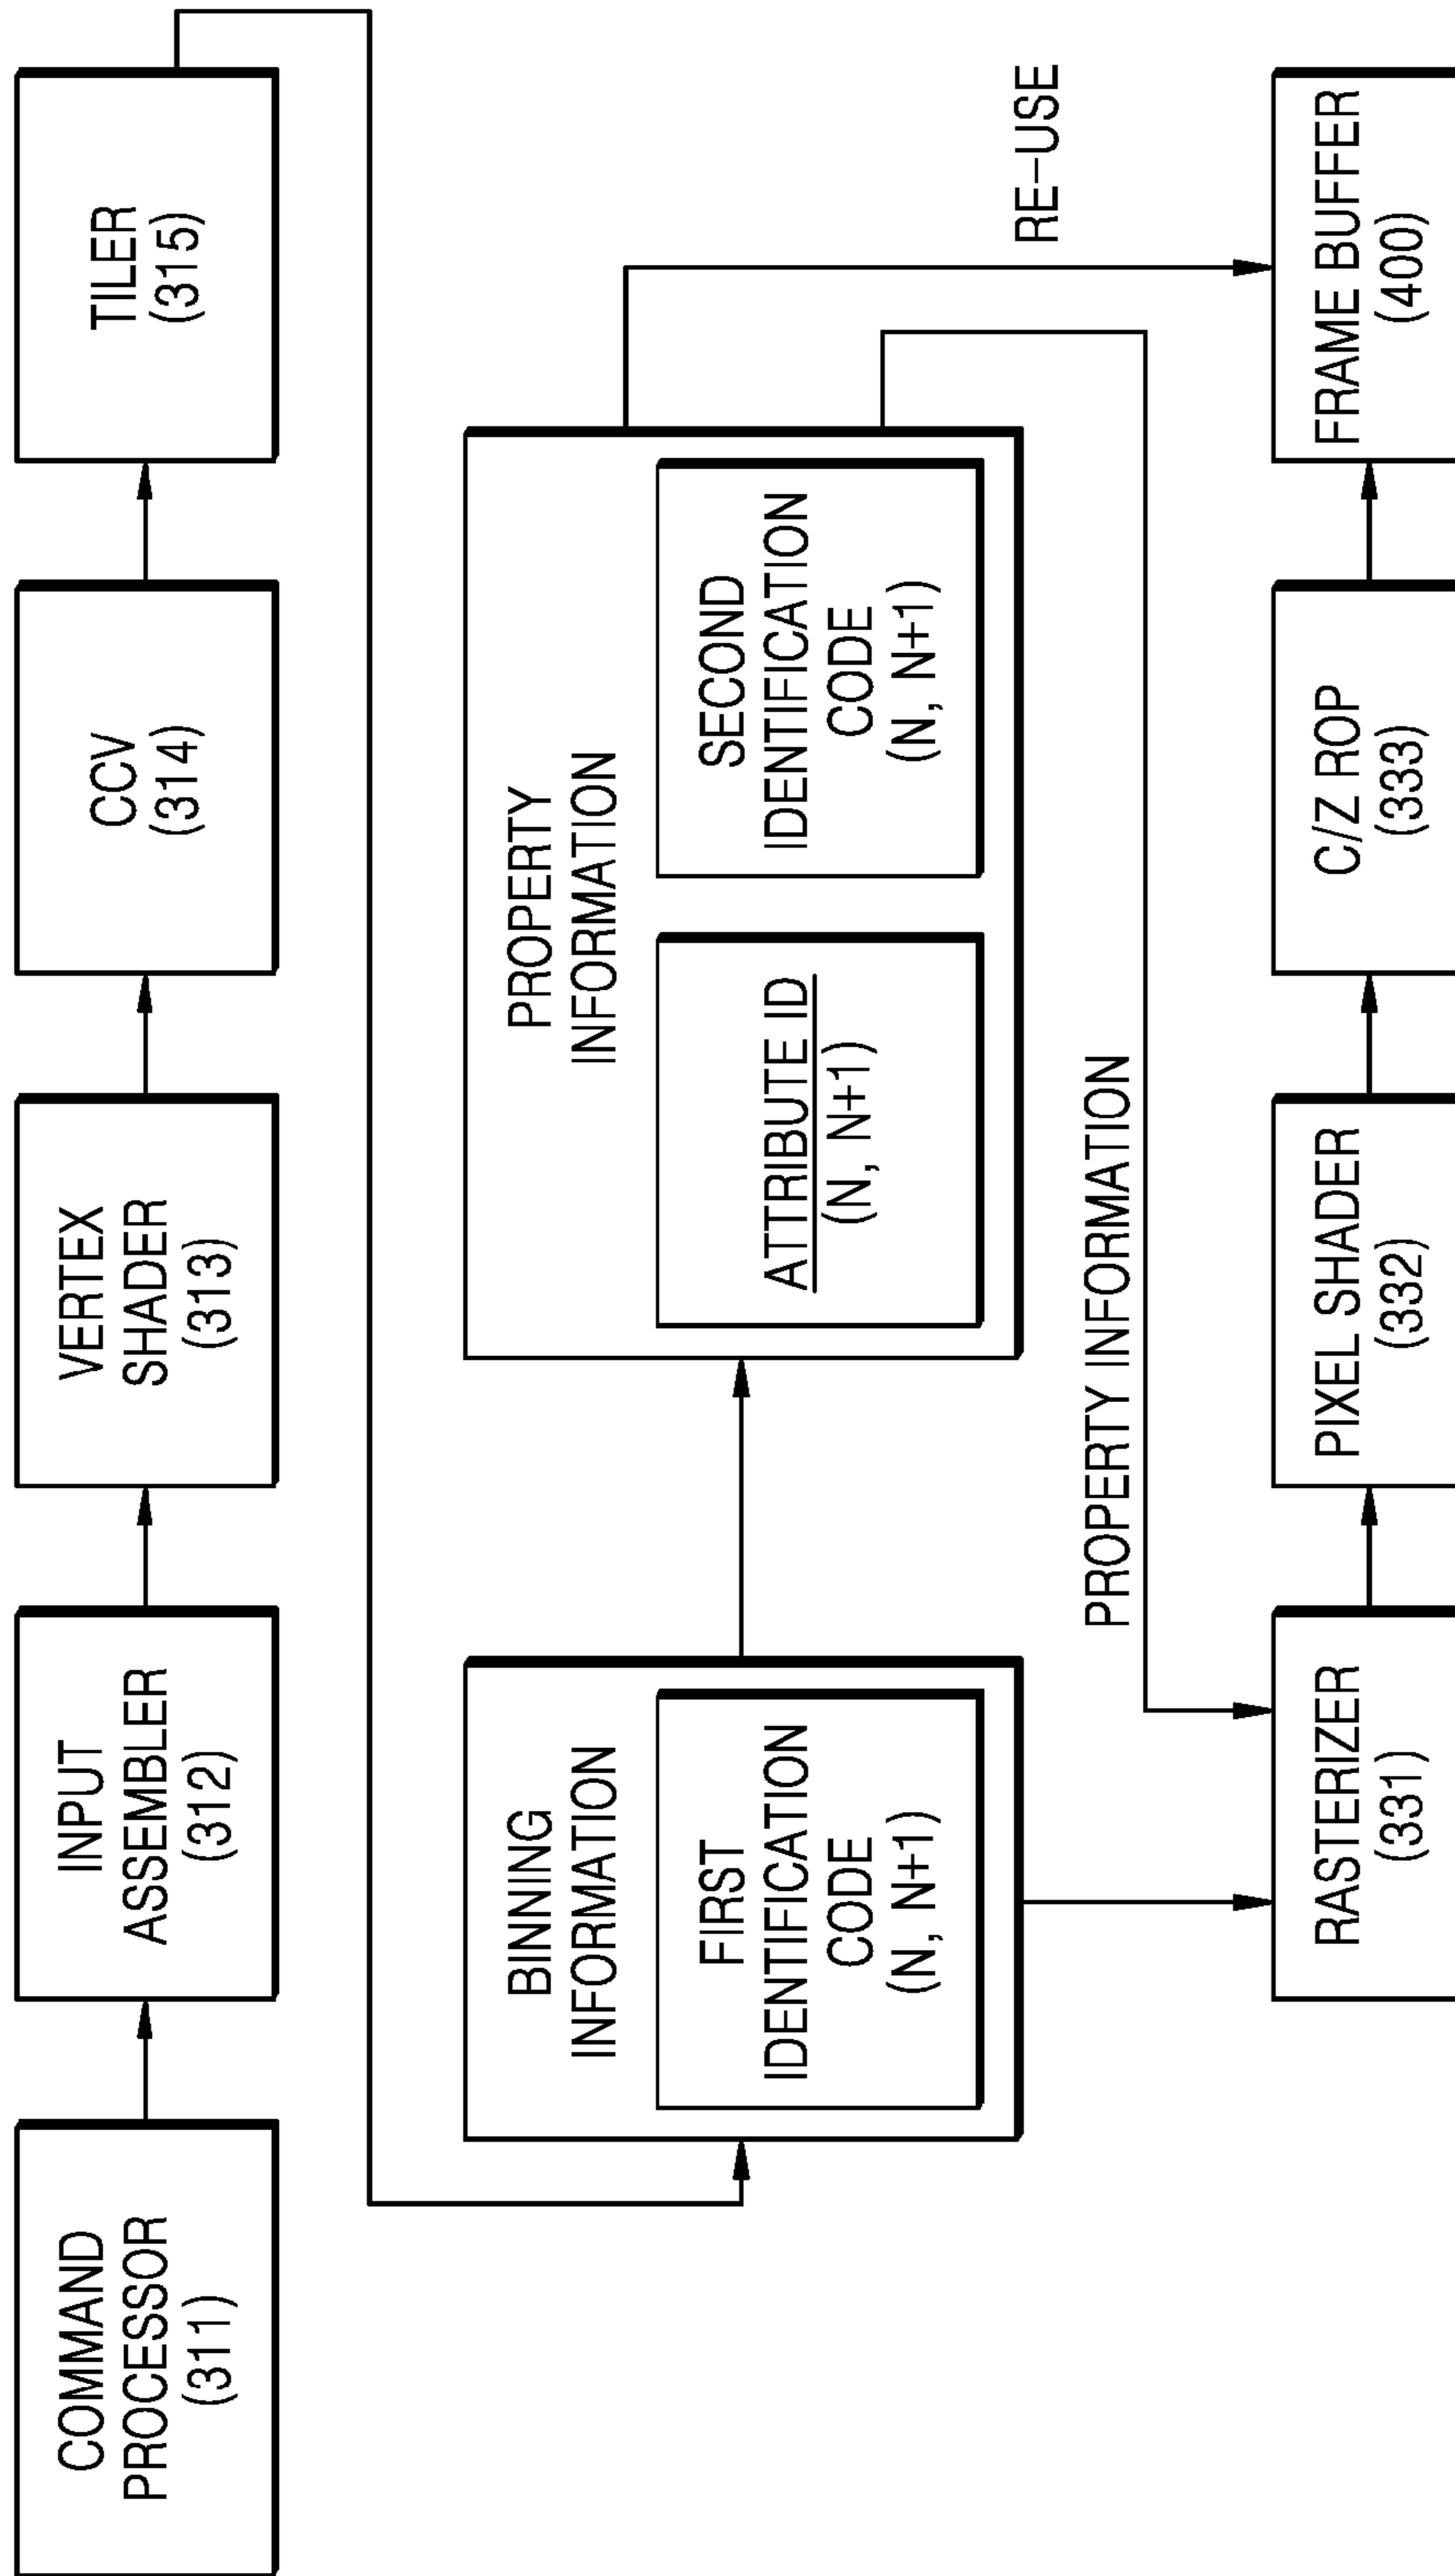 COMMAND
PROCESSOR
(311)
INPUT
ASSEMBLER
(312)
VERTEX
SHADER
(313)
CCV
(314)
TILER
(315)
BINNING
INFORMATION
FIRST
IDENTIFICATION
CODE
(N, N+1)
PROPERTY
INFORMATION
ATTRIBUTE ID
(N, N+1)
SECOND
IDENTIFICATION
CODE
(N, N+1)
RE-USE
PROPERTY INFORMATION
RASTERIZER
(331)
PIXEL SHADER
(332)
C/Z ROP
(333)
FRAME BUFFER
(400)